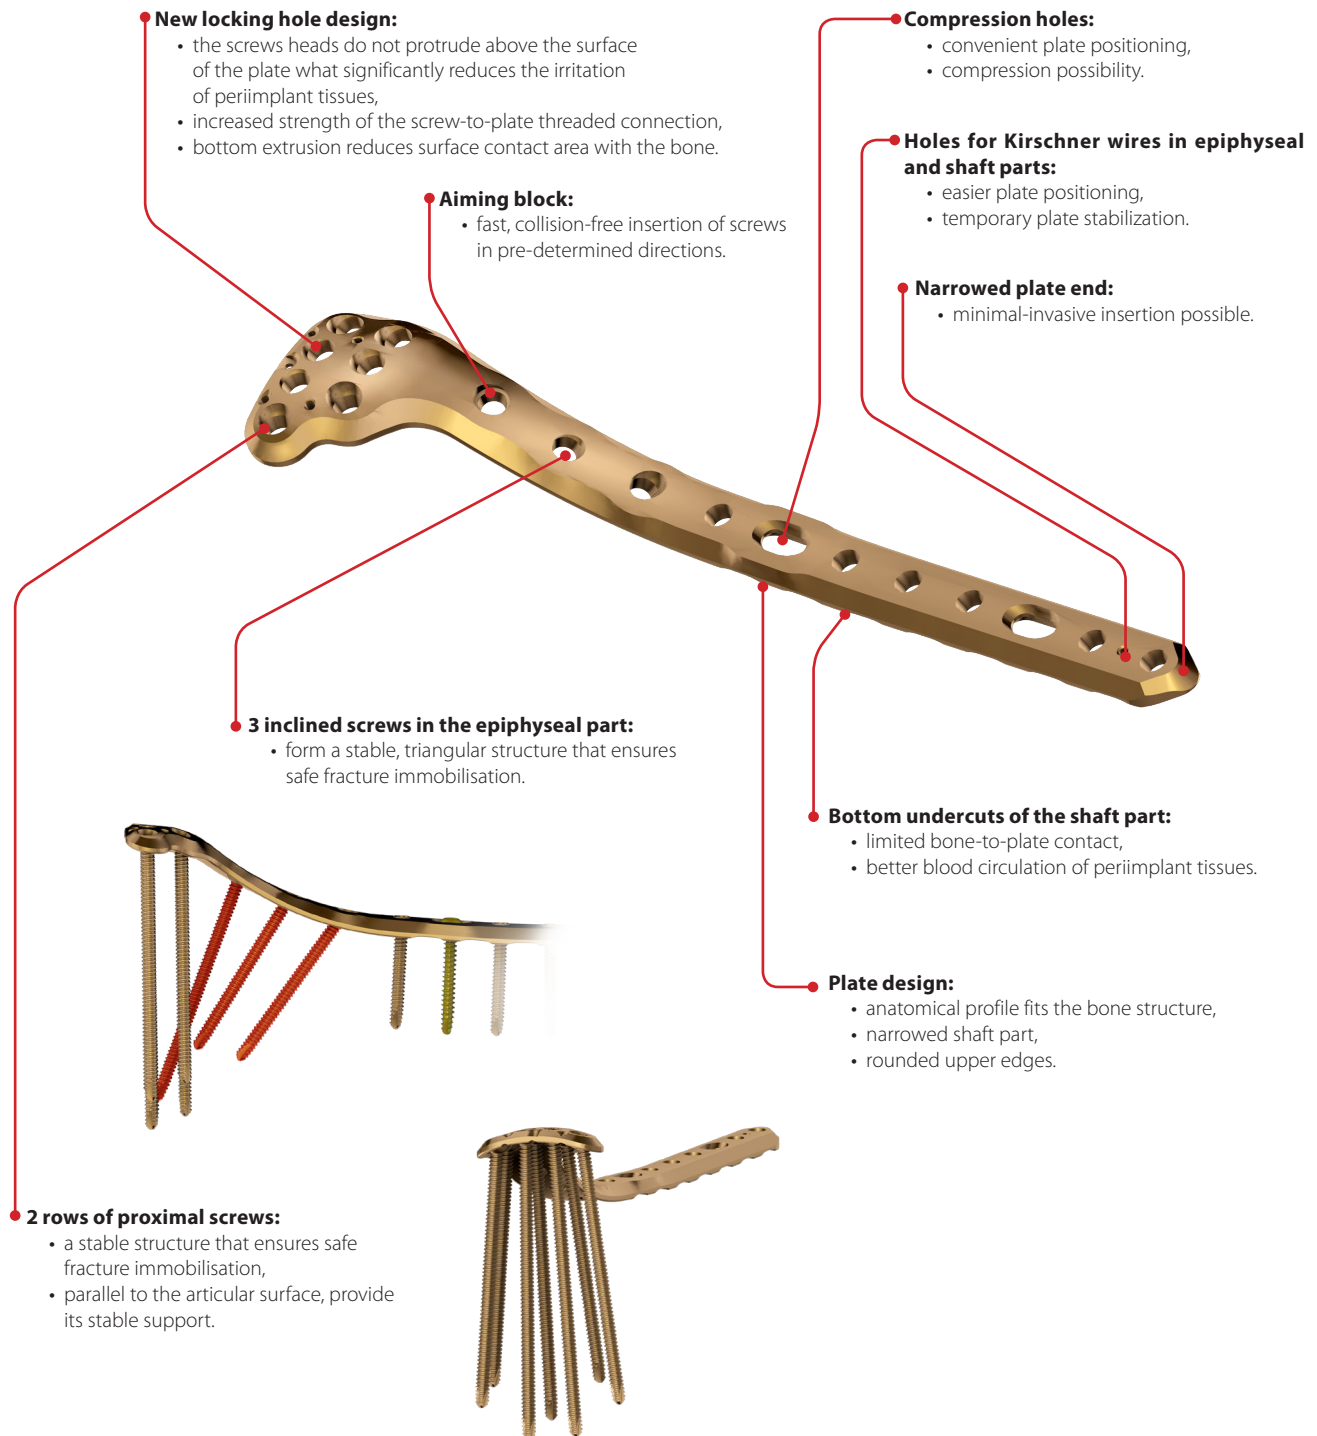 New locking hole design:
• the screws heads do not protrude above the surface
of the plate what significantly reduces the irritation
of periimplant tissues,
• increased strength of the screw-to-plate threaded connection,
• bottom extrusion reduces surface contact area with the bone.
Compression holes:
• convenient plate positioning,
• compression possibility.
Holes for Kirschner wires in epiphyseal
and shaft parts:
• easier plate positioning,
• temporary plate stabilization.
Aiming block:
• fast, collision-free insertion of screws
in pre-determined directions.
Narrowed plate end:
• minimal-invasive insertion possible.
3 inclined screws in the epiphyseal part:
• form a stable, triangular structure that ensures
safe fracture immobilisation.
Bottom undercuts of the shaft part:
• limited bone-to-plate contact,
• better blood circulation of periimplant tissues.
Plate design:
• anatomical profile fits the bone structure,
• narrowed shaft part,
• rounded upper edges.
2 rows of proximal screws:
• a stable structure that ensures safe
fracture immobilisation,
• parallel to the articular surface, provide
its stable support.